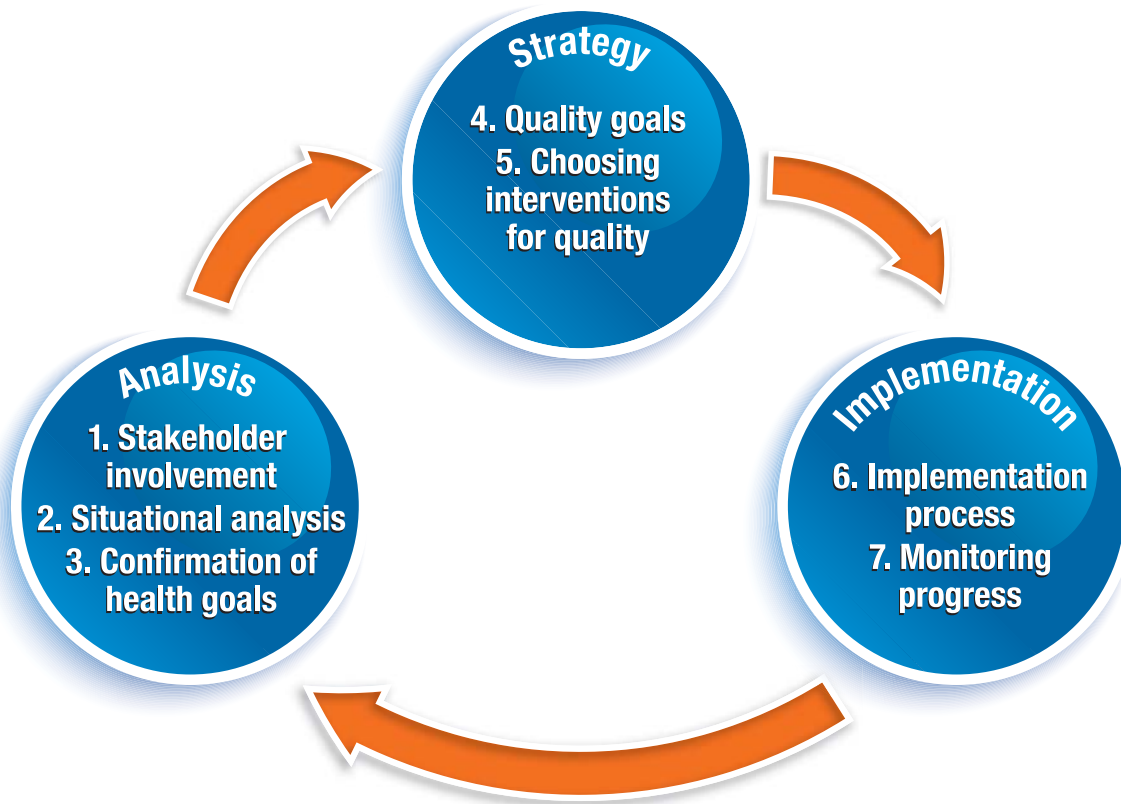 Strategy
4. Quality goals
5. Choosing
interventions
for quality
Analysis
1. Stakeholder
involvement
2. Situational analysis
3. Confirmation of
health goals
Implementation
6. Implementation
process
7. Monitoring
progress